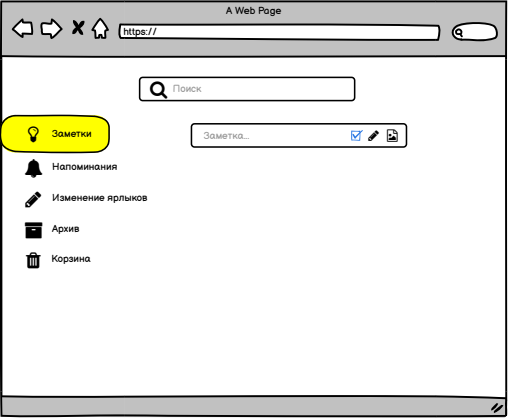 A Web Page
https://
Поиск
Заметки
Заметка...
Напоминания
Изменение ярлыков
Архив
Корзина